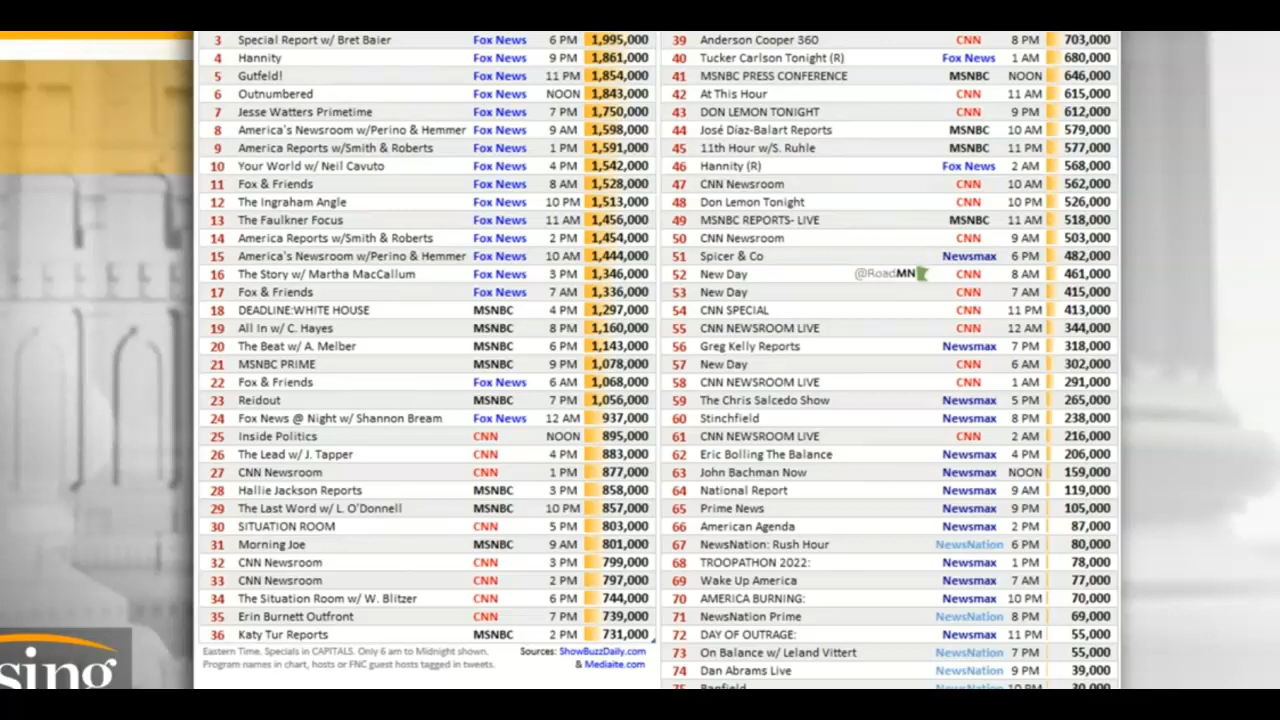 3 Special Report w/ Bret Baier Fox News 6 PM 1,995,000
4 Hannity Fox News 9 PM 1,861,000
5 Gutfeld! Fox News 11 PM 1,854,000
6 Outnumbered Fox News NOON 1,843,000
7 Jesse Watters Primetime Fox News 7 PM 1,750,000
8 America's Newsroom w/Perino & Hemmer Fox News 9 AM 1,598,000
9 America Reports w/Smith & Roberts Fox News 1 PM 1,591,000
10 Your World w/ Neil Cavuto Fox News 4 PM 1,542,000
11 Fox & Friends Fox News 8 AM 1,528,000
12 The Ingraham Angle Fox News 10 PM 1,513,000
13 The Faulkner Focus Fox News 11 AM 1,456,000
14 America Reports w/Smith & Roberts Fox News 2 PM 1,454,000
15 America's Newsroom w/Perino & Hemmer Fox News 10 AM 1,444,000
16 The Story w/ Martha MacCallum Fox News 3 PM 1,346,000
17 Fox & Friends Fox News 7 AM 1,336,000
18 DEADLINE:WHITE HOUSE MSNBC 4 PM 1,297,000
19 All In w/ C. Hayes MSNBC 8 PM 1,160,000
20 The Beat w/ A. Melber MSNBC 6 PM 1,143,000
21 MSNBC PRIME MSNBC 9 PM 1,078,000
22 Fox & Friends Fox News 6 AM 1,068,000
23 Reidout MSNBC 7 PM 1,056,000
24 Fox News @ Night w/ Shannon Bream Fox News 12 AM 937,000
25 Inside Politics CNN NOON 895,000
26 The Lead w/ J. Tapper CNN 4 PM 883,000
27 CNN Newsroom CNN 1 PM 877,000
28 Hallie Jackson Reports MSNBC 3 PM 858,000
29 The Last Word w/ L. O'Donnell MSNBC 10 PM 857,000
30 SITUATION ROOM CNN 5 PM 803,000
31 Morning Joe MSNBC 9 AM 801,000
32 CNN Newsroom CNN 3 PM 799,000
33 CNN Newsroom CNN 2 PM 797,000
34 The Situation Room w/ W. Blitzer CNN 6 PM 744,000
35 Erin Burnett Outfront CNN 7 PM 739,000
36 Katy Tur Reports MSNBC 2 PM 731,000
Eastern Time. Specials in CAPITALS. Only 6 am to Midnight shown. Sources: ShowBuzzDaily.com
Program names in chart, hosts or FNC guest hosts tagged in tweets. & Mediaite.com
39 Anderson Cooper 360 CNN 8 PM 703,000
40 Tucker Carlson Tonight (R) Fox News 1 AM 680,000
41 MSNBC PRESS CONFERENCE MSNBC NOON 646,000
42 At This Hour CNN 11 AM 615,000
43 DON LEMON TONIGHT CNN 9 PM 612,000
44 José Díaz-Balart Reports MSNBC 10 AM 579,000
45 11th Hour w/S. Ruhle MSNBC 11 PM 577,000
46 Hannity (R) Fox News 2 AM 568,000
47 CNN Newsroom CNN 10 AM 562,000
48 Don Lemon Tonight CNN 10 PM 526,000
49 MSNBC REPORTS- LIVE MSNBC 11 AM 518,000
50 CNN Newsroom CNN 9 AM 503,000
51 Spicer & Co Newsmax 6 PM 482,000
52 New Day @RoadMN CNN 8 AM 461,000
53 New Day CNN 7 AM 415,000
54 CNN SPECIAL CNN 11 PM 413,000
55 CNN NEWSROOM LIVE CNN 12 AM 344,000
56 Greg Kelly Reports Newsmax 7 PM 318,000
57 New Day CNN 6 AM 302,000
58 CNN NEWSROOM LIVE CNN 1 AM 291,000
59 The Chris Salcedo Show Newsmax 5 PM 265,000
60 Stinchfield Newsmax 8 PM 238,000
61 CNN NEWSROOM LIVE CNN 2 AM 216,000
62 Eric Bolling The Balance Newsmax 4 PM 206,000
63 John Bachman Now Newsmax NOON 159,000
64 National Report Newsmax 9 AM 119,000
65 Prime News Newsmax 9 PM 105,000
66 American Agenda Newsmax 2 PM 87,000
67 NewsNation: Rush Hour NewsNation 6 PM 80,000
68 TROOPATHON 2022: Newsmax 1 PM 78,000
69 Wake Up America Newsmax 7 AM 77,000
70 AMERICA BURNING: Newsmax 10 PM 70,000
71 NewsNation Prime NewsNation 8 PM 69,000
72 DAY OF OUTRAGE: Newsmax 11 PM 55,000
73 On Balance w/ Leland Vittert NewsNation 7 PM 55,000
74 Dan Abrams Live NewsNation 9 PM 39,000
75 Banfield NewsNation 10 PM 30,000
sing